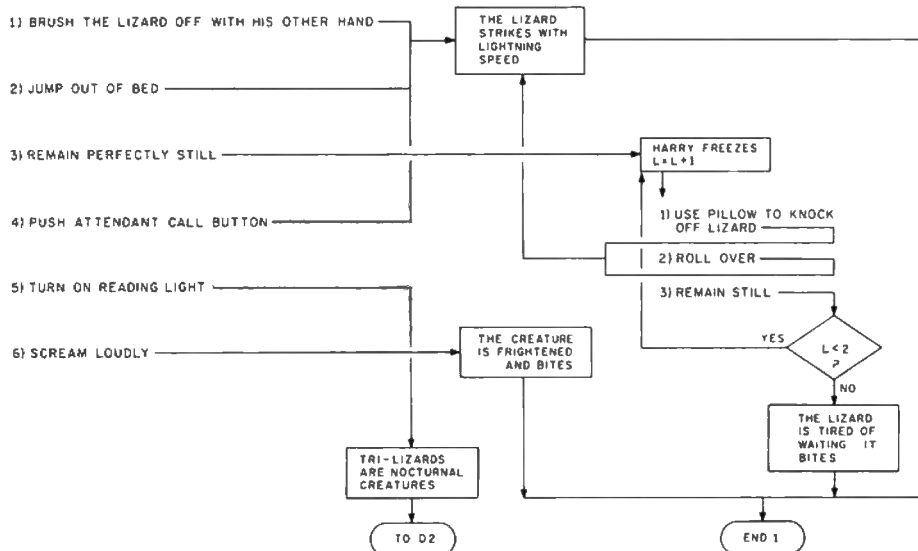 1) BRUSH THE LIZARD OFF WITH HIS OTHER HAND
THE LIZARD
STRIKES WITH
LIGHTNING
SPEED
2) JUMP OUT OF BED
3) REMAIN PERFECTLY STILL
HARRY FREEZES
L=L+1
4) PUSH ATTENDANT CALL BUTTON
1) USE PILLOW TO KNOCK
OFF LIZARD
2) ROLL OVER
5) TURN ON READING LIGHT
3) REMAIN STILL
6) SCREAM LOUDLY
THE CREATURE
IS FRIGHTENED
AND BITES
YES
L<2
?
NO
THE LIZARD
IS TIRED OF
WAITING IT
BITES
TRI-LIZARDS
ARE NOCTURNAL
CREATURES
TO D2
END 1